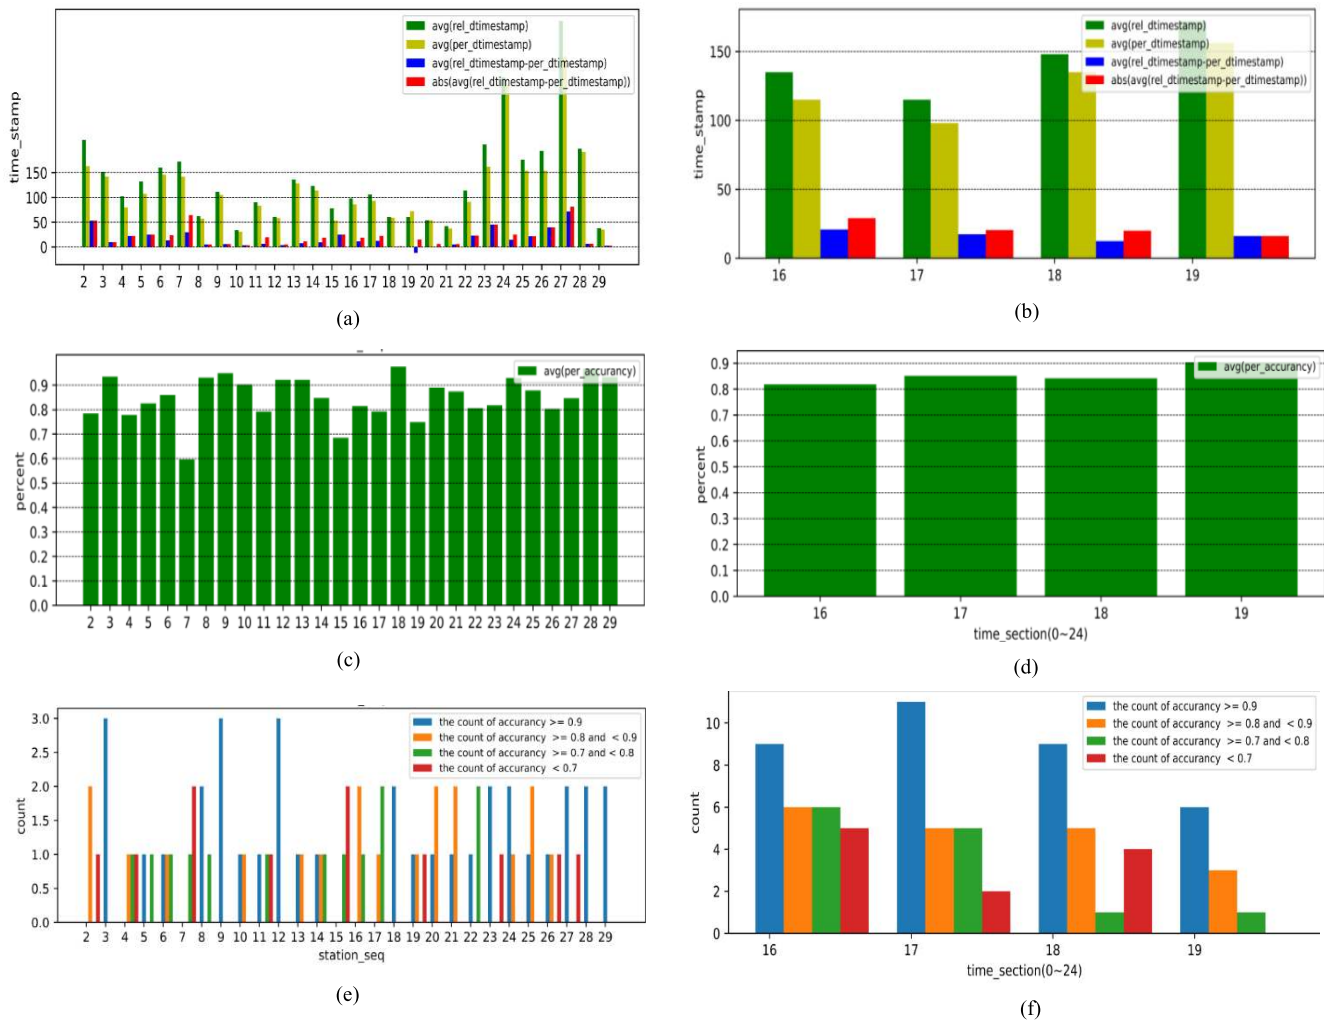 avg(rel_dtimestamp)
avg(per_dtimestamp)
avg(rel_dtimestamp-per_dtimestamp)
abs(avg(rel_dtimestamp-per_dtimestamp))
time_stamp
150
100
50
0
2 3 4 5 6 7 8 9 10 11 12 13 14 15 16 17 18 19 20 21 22 23 24 25 26 27 28 29
(a)
avg(rel_dtimestamp)
avg(per_dtimestamp)
avg(rel_dtimestamp-per_dtimestamp)
abs(avg(rel_dtimestamp-per_dtimestamp))
time_stamp
150
100
50
0
16 17 18 19
(b)
avg(per_accurancy)
percent
0.9
0.8
0.7
0.6
0.5
0.4
0.3
0.2
0.1
0.0
2 3 4 5 6 7 8 9 10 11 12 13 14 15 16 17 18 19 20 21 22 23 24 25 26 27 28 29
(c)
avg(per_accurancy)
percent
0.9
0.8
0.7
0.6
0.5
0.4
0.3
0.2
0.1
0.0
16 17 18 19
time_section(0~24)
(d)
the count of accurancy >= 0.9
the count of accurancy >= 0.8 and < 0.9
the count of accurancy >= 0.7 and < 0.8
the count of accurancy < 0.7
count
3.0
2.5
2.0
1.5
1.0
0.5
0.0
2 3 4 5 6 7 8 9 10 11 12 13 14 15 16 17 18 19 20 21 22 23 24 25 26 27 28 29
station_seq
(e)
the count of accurancy >= 0.9
the count of accurancy >= 0.8 and < 0.9
the count of accurancy >= 0.7 and < 0.8
the count of accurancy < 0.7
count
10
8
6
4
2
0
16 17 18 19
time_section(0~24)
(f)